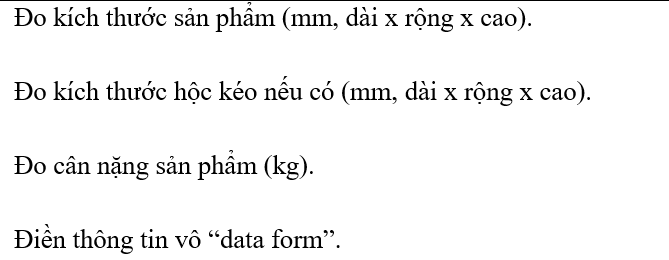 Đo kích thước sản phẩm (mm, dài x rộng x cao).
Đo kích thước hộc kéo nếu có (mm, dài x rộng x cao).
Đo cân nặng sản phẩm (kg).
Điền thông tin vô “data form”.